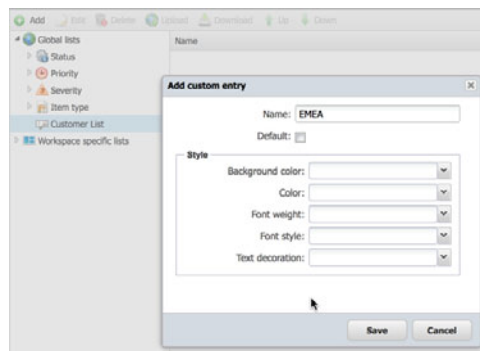 Add Edit Delete Upload Download Up Down
Global lists
Name
Status
Priority
Severity
Item type
Customer List
Workspace specific lists
Add custom entry
Name: EMEA
Default:
Style
Background color:
Color:
Font weight:
Font style:
Text decoration:
Save Cancel